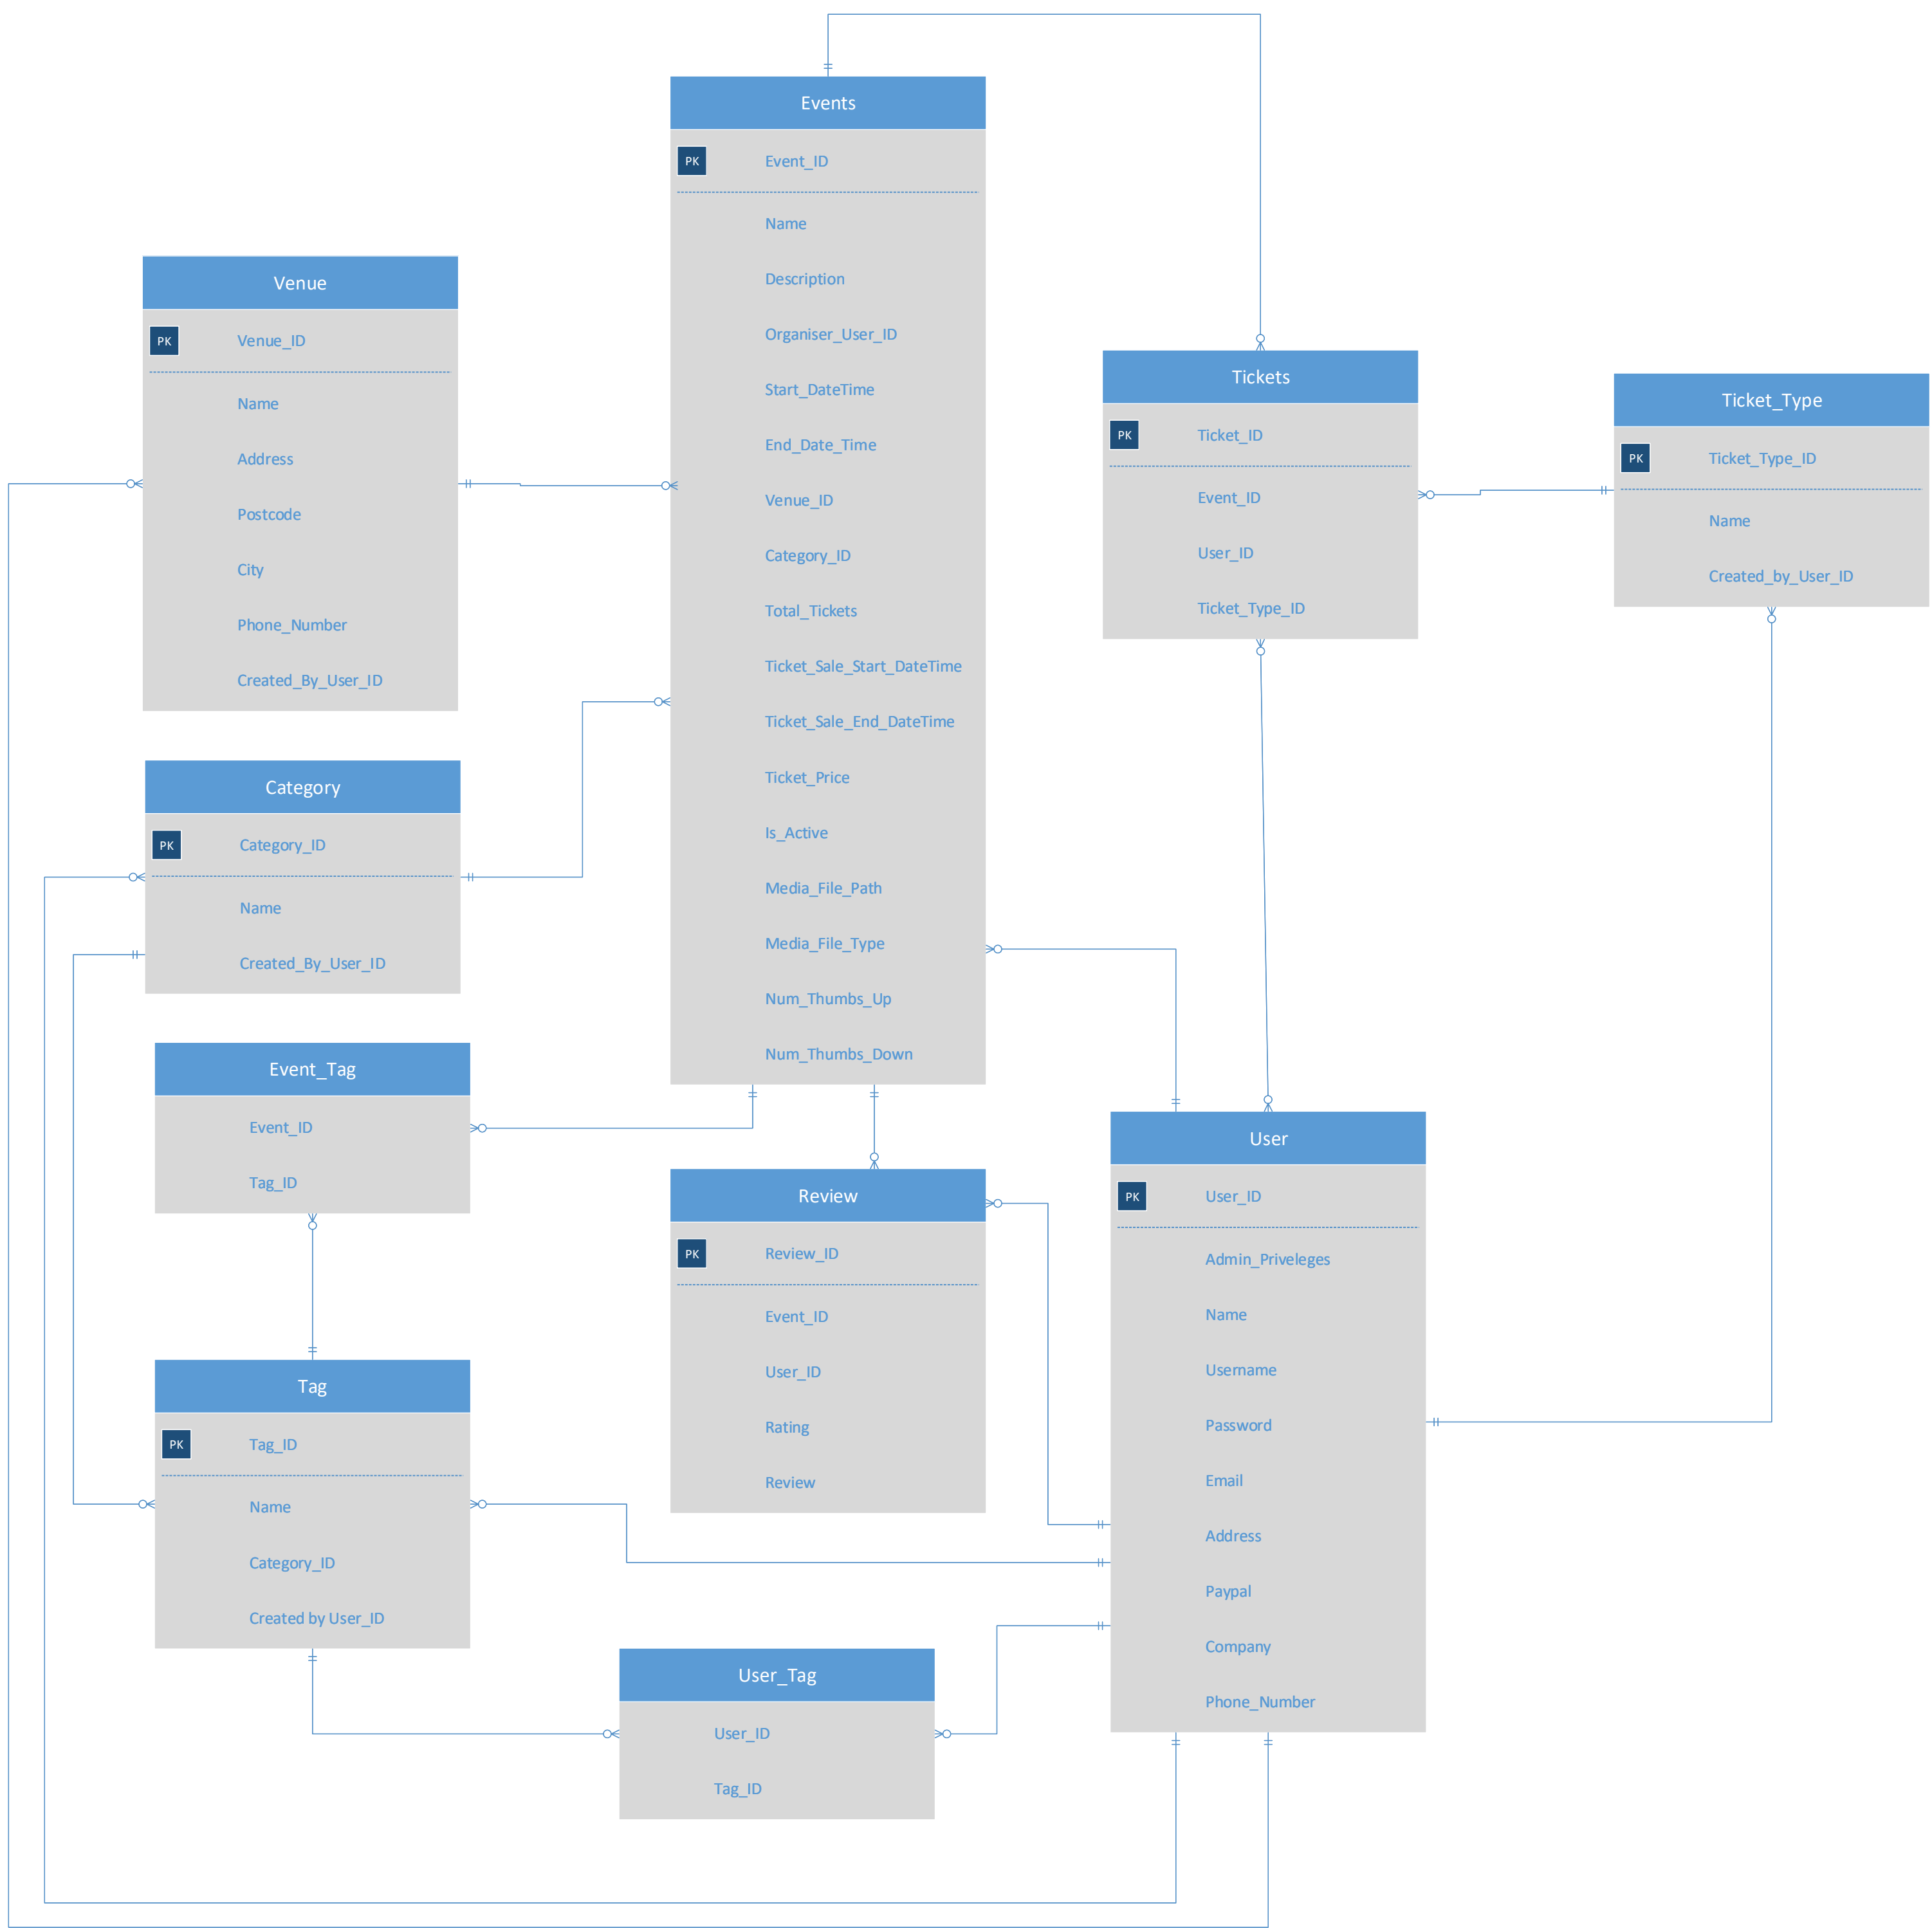 Events
PK
Event_ID
Name
Description
Organiser_User_ID
Start_DateTime
End_Date_Time
Venue_ID
Category_ID
Total_Tickets
Ticket_Sale_Start_DateTime
Ticket_Sale_End_DateTime
Ticket_Price
Is_Active
Media_File_Path
Media_File_Type
Num_Thumbs_Up
Num_Thumbs_Down
Venue
PK
Venue_ID
Name
Address
Postcode
City
Phone_Number
Created_By_User_ID
Tickets
PK
Ticket_ID
Event_ID
User_ID
Ticket_Type_ID
Ticket_Type
PK
Ticket_Type_ID
Name
Created_by_User_ID
Category
PK
Category_ID
Name
Created_By_User_ID
Event_Tag
Event_ID
Tag_ID
Review
PK
Review_ID
Event_ID
User_ID
Rating
Review
User
PK
User_ID
Admin_Priveleges
Name
Username
Password
Email
Address
Paypal
Company
Phone_Number
Tag
PK
Tag_ID
Name
Category_ID
Created by User_ID
User_Tag
User_ID
Tag_ID